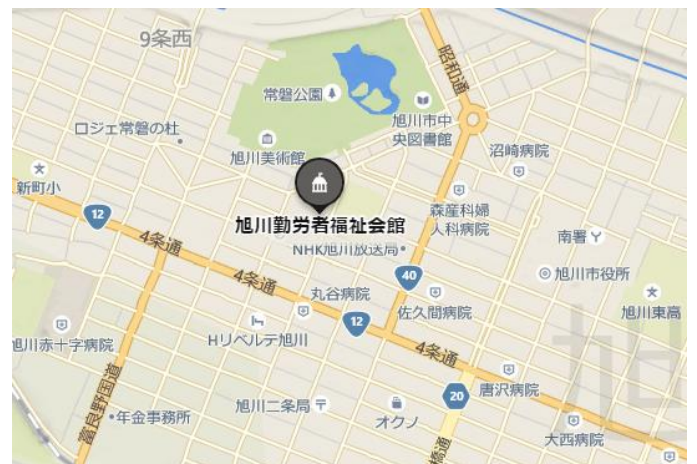 9条西
昭和通
常磐公園
旭川市中
央図書館
ロジェ常磐の杜
旭川美術館
沼崎病院
新町小
12
4条通
旭川勤労者福祉会館
森産科婦
人科病院
NHK旭川放送局
南署
4条通
40
旭川市役所
丸谷病院
佐久間病院
旭川東高
12
Hリベルテ旭川
旭川赤十字病院
4条通
富良野国道
唐沢病院
20
旭川二条局
年金事務所
オクノ
大西病院
橋通
旭